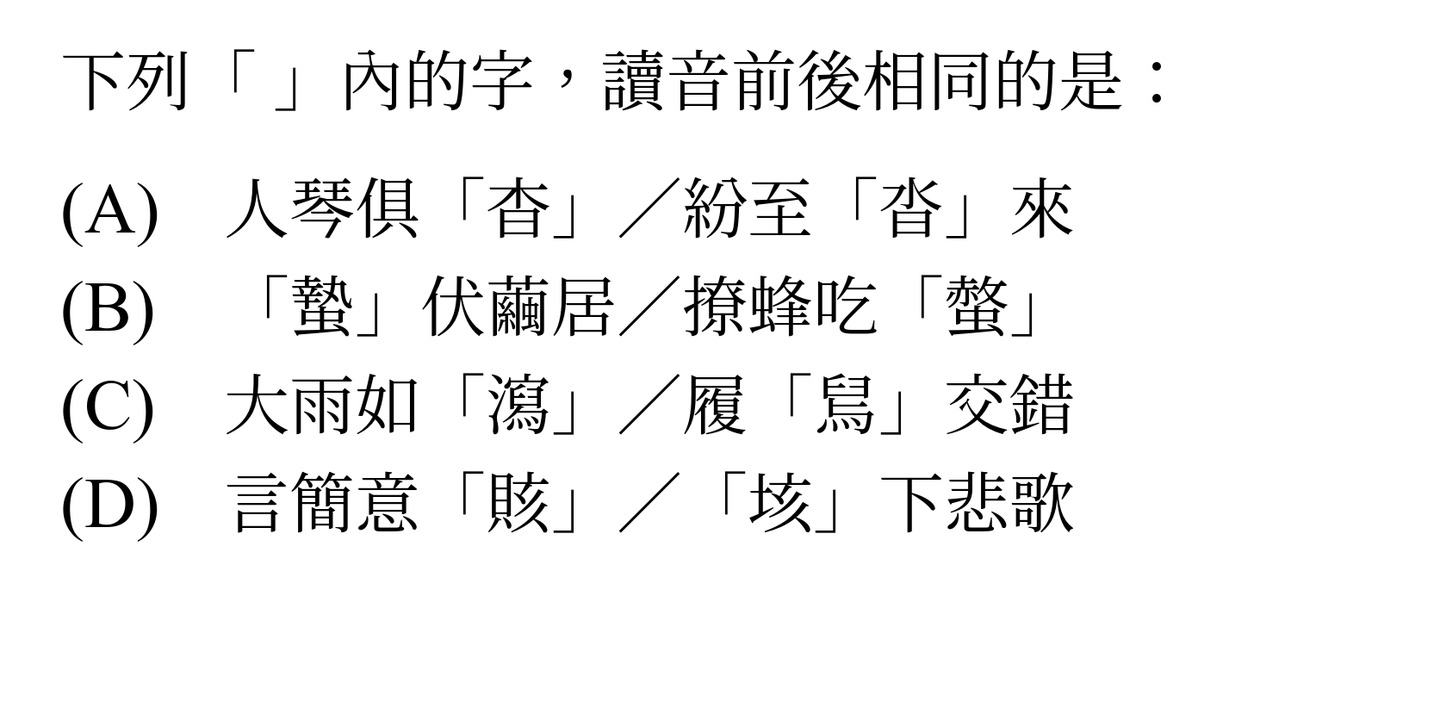 下列「 」內的字，讀音前後相同的是：
(A) 人琴俱「杳」／紛至「沓」來
(B) 「蟄」伏繭居／撩蜂吃「螫」
(C) 大雨如「瀉」／履「舄」交錯
(D) 言簡意「賅」／「垓」下悲歌